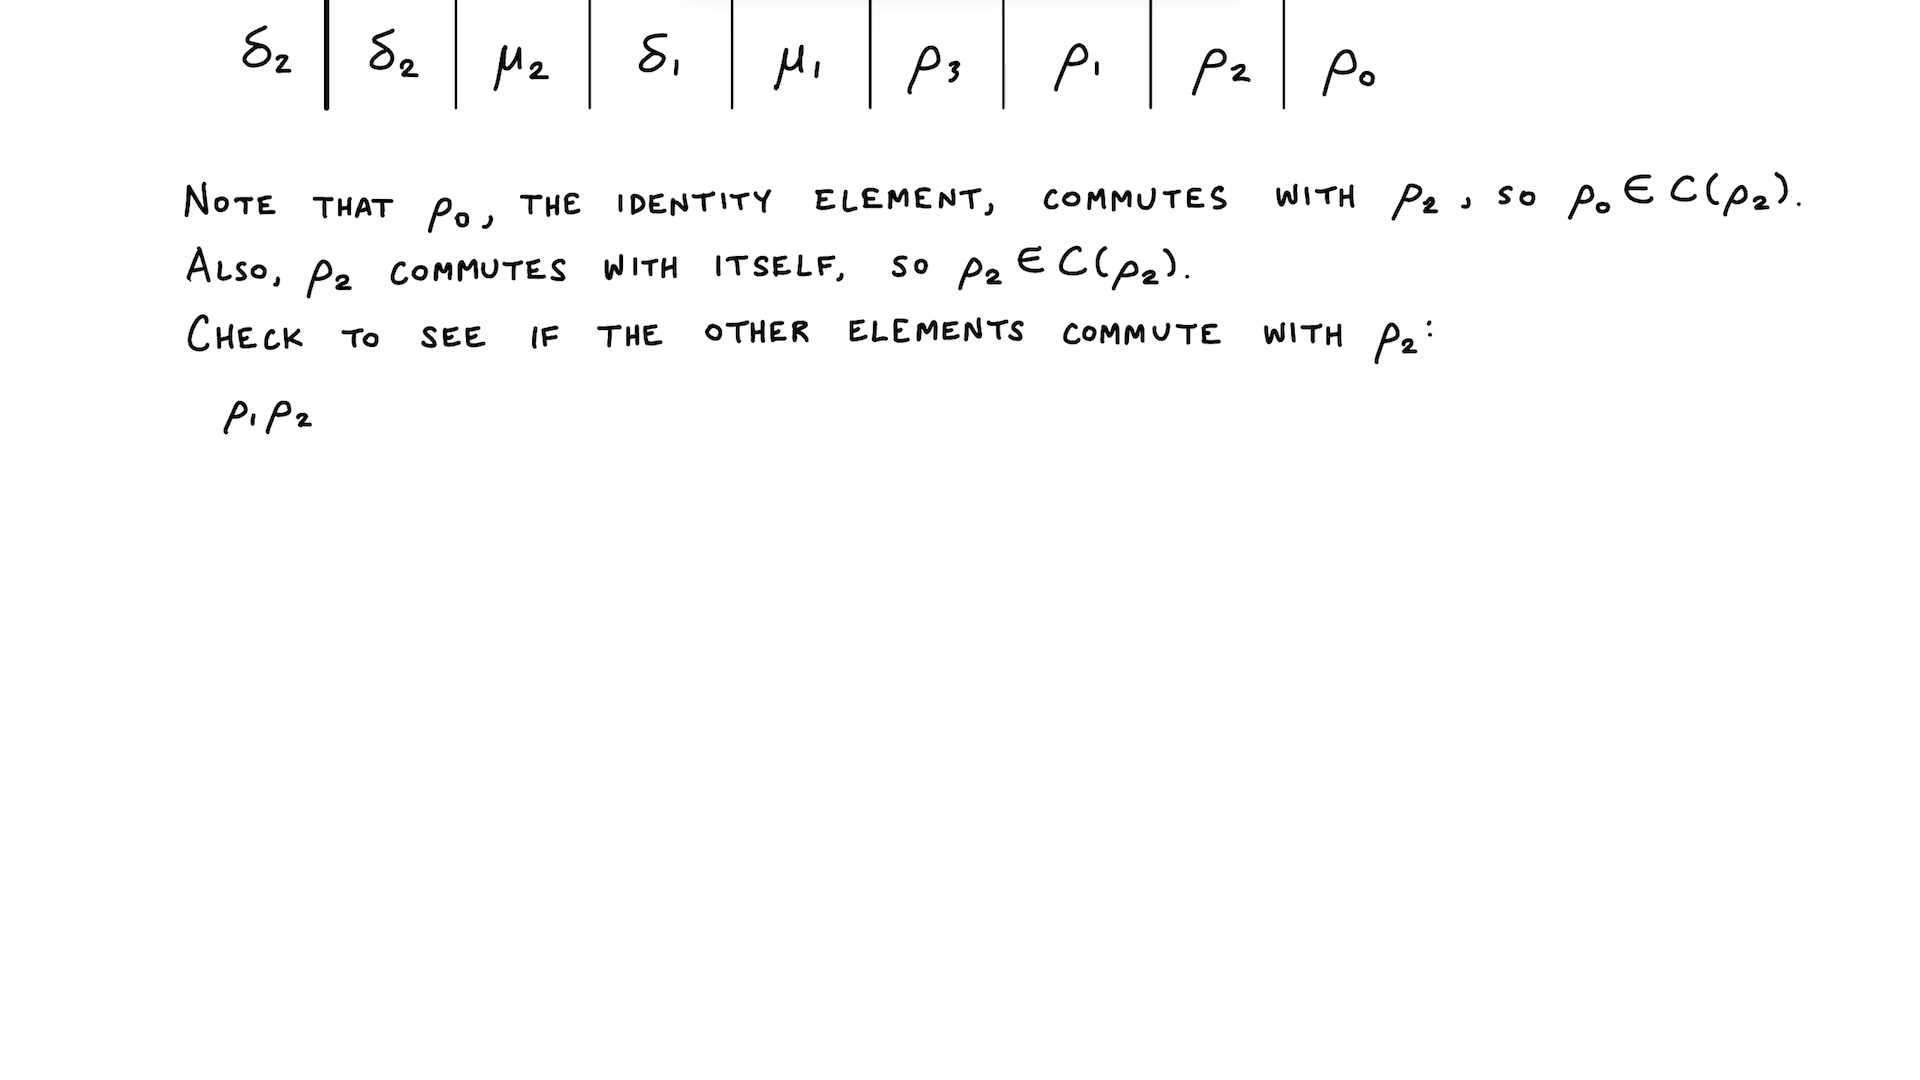 δ₂ | δ₂ | μ₂ | δ₁ | μ₁ | ρ₃ | ρ₁ | ρ₂ | ρ₀
NOTE THAT ρ₀, THE IDENTITY ELEMENT, COMMUTES WITH ρ₂, SO ρ₀ ∈ C(ρ₂).
ALSO, ρ₂ COMMUTES WITH ITSELF, SO ρ₂ ∈ C(ρ₂).
CHECK TO SEE IF THE OTHER ELEMENTS COMMUTE WITH ρ₂:
ρ₁ρ₂